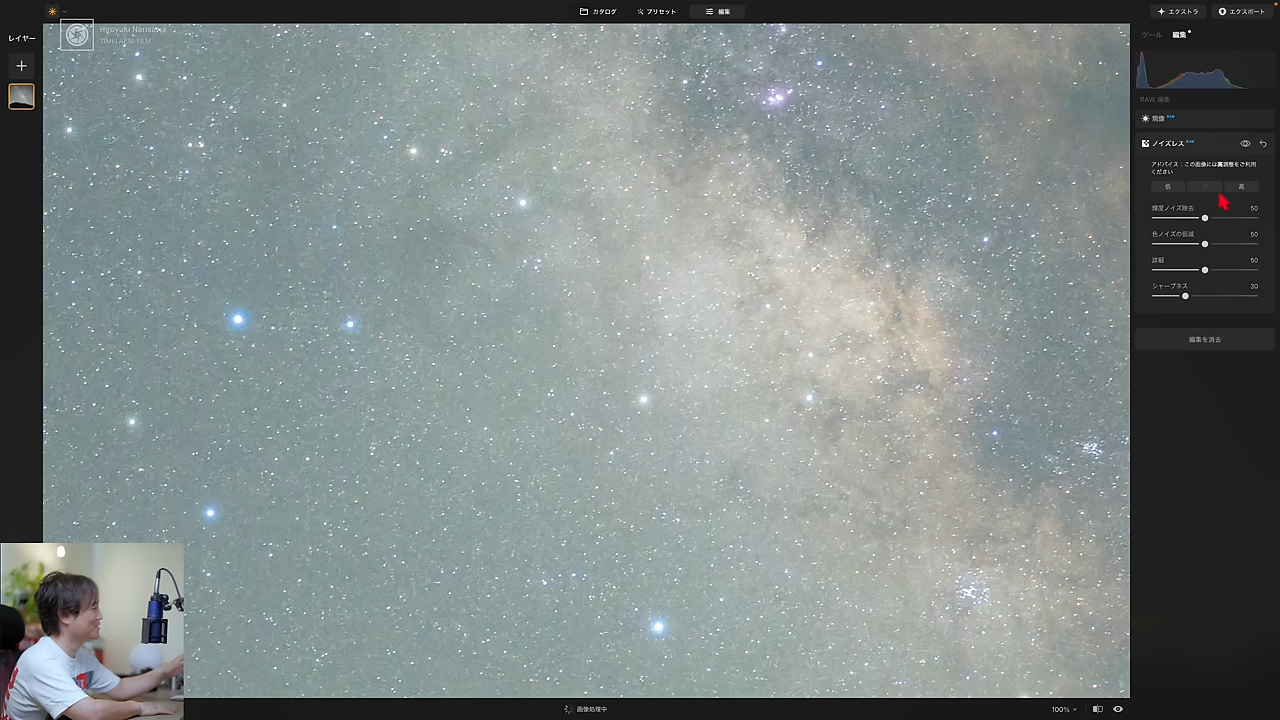 カタログ
プリセット
編集
エクストラ
エクスポート
Hiroyuki Narisawa
TIMELAPSE FILM
レイヤー
ツール
編集
RAW 編集
現像 RAW
ノイズレス RAW
アドバイス：この画像には高調整をご利用
ください
低
中
高
輝度ノイズ除去 50
色ノイズの低減 50
詳細 50
シャープネス 30
編集を消去
画像処理中
100%